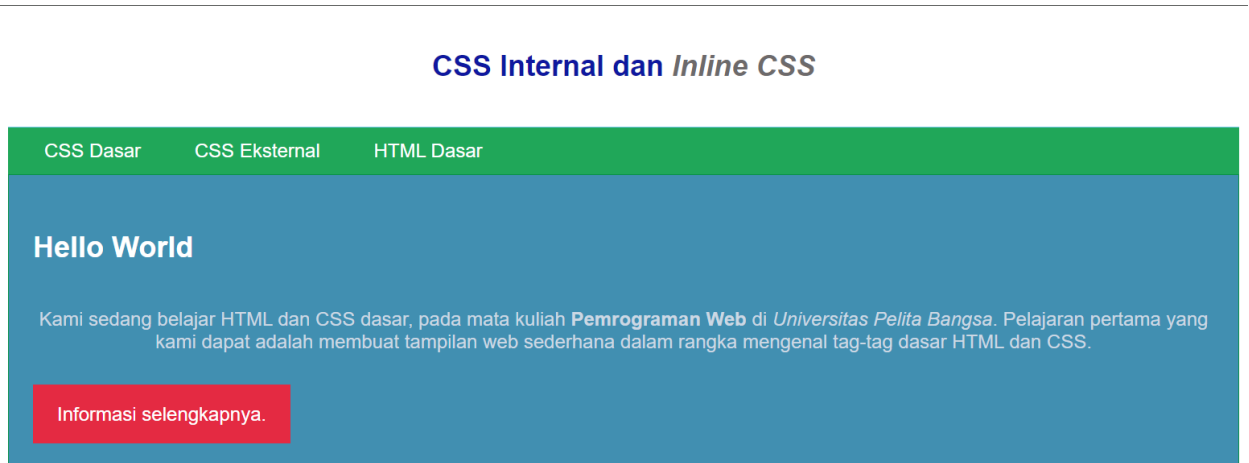 CSS Internal dan Inline CSS
CSS Dasar CSS Eksternal HTML Dasar
Hello World
Kami sedang belajar HTML dan CSS dasar, pada mata kuliah Pemrograman Web di Universitas Pelita Bangsa. Pelajaran pertama yang
kami dapat adalah membuat tampilan web sederhana dalam rangka mengenal tag-tag dasar HTML dan CSS.
Informasi selengkapnya.